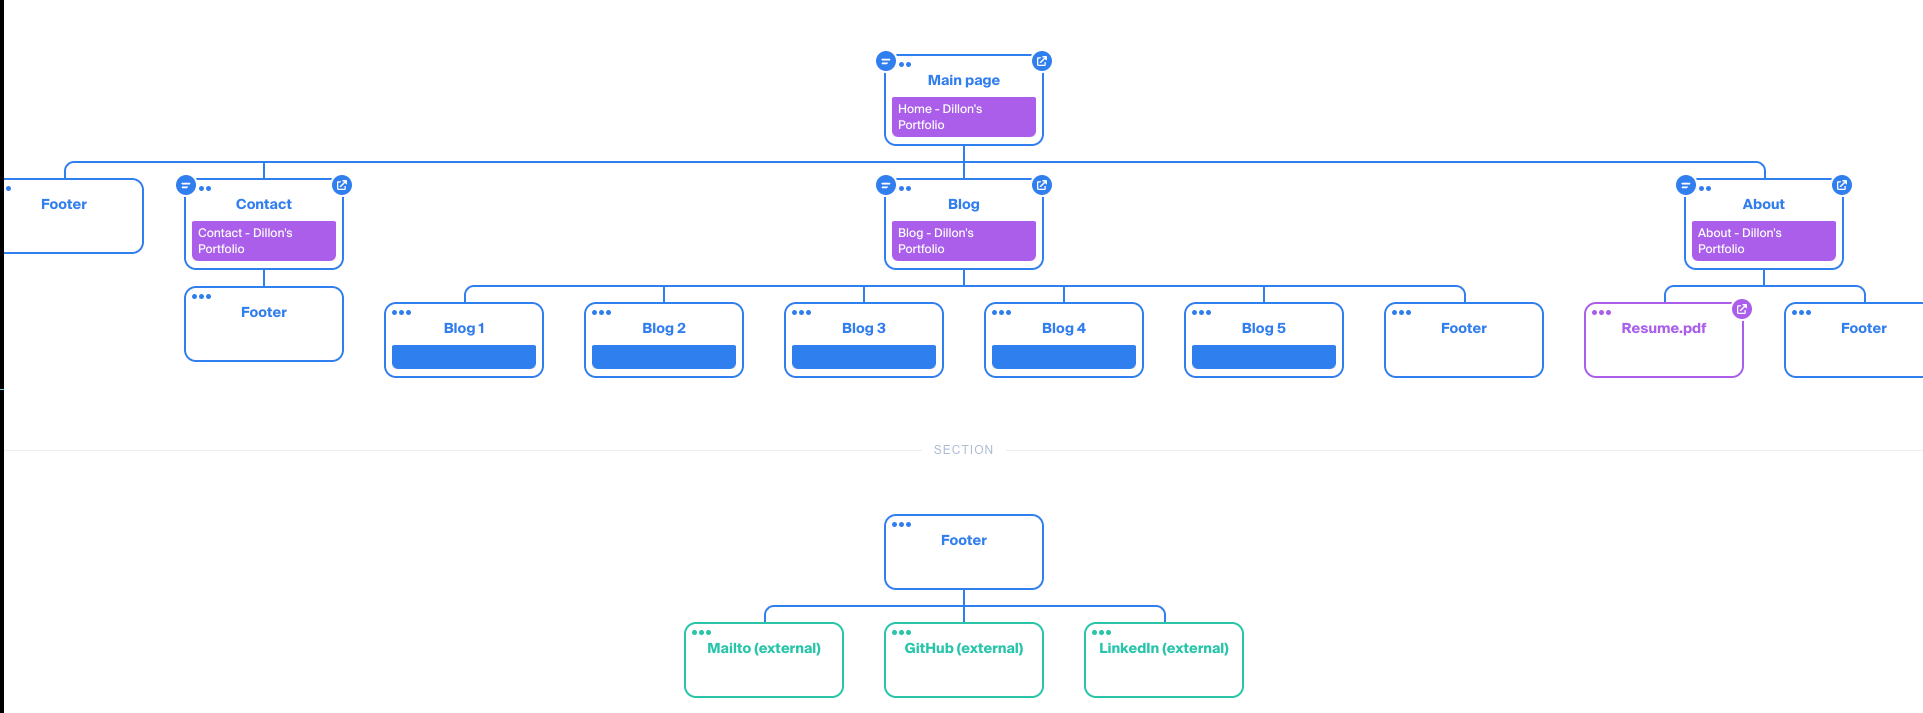 Main page
Home - Dillon's
Portfolio
Footer
Contact
Contact - Dillon's
Portfolio
Blog
Blog - Dillon's
Portfolio
About
About - Dillon's
Portfolio
Footer
Blog 1
Blog 2
Blog 3
Blog 4
Blog 5
Footer
Resume.pdf
Footer
SECTION
Footer
Mailto (external)
GitHub (external)
LinkedIn (external)